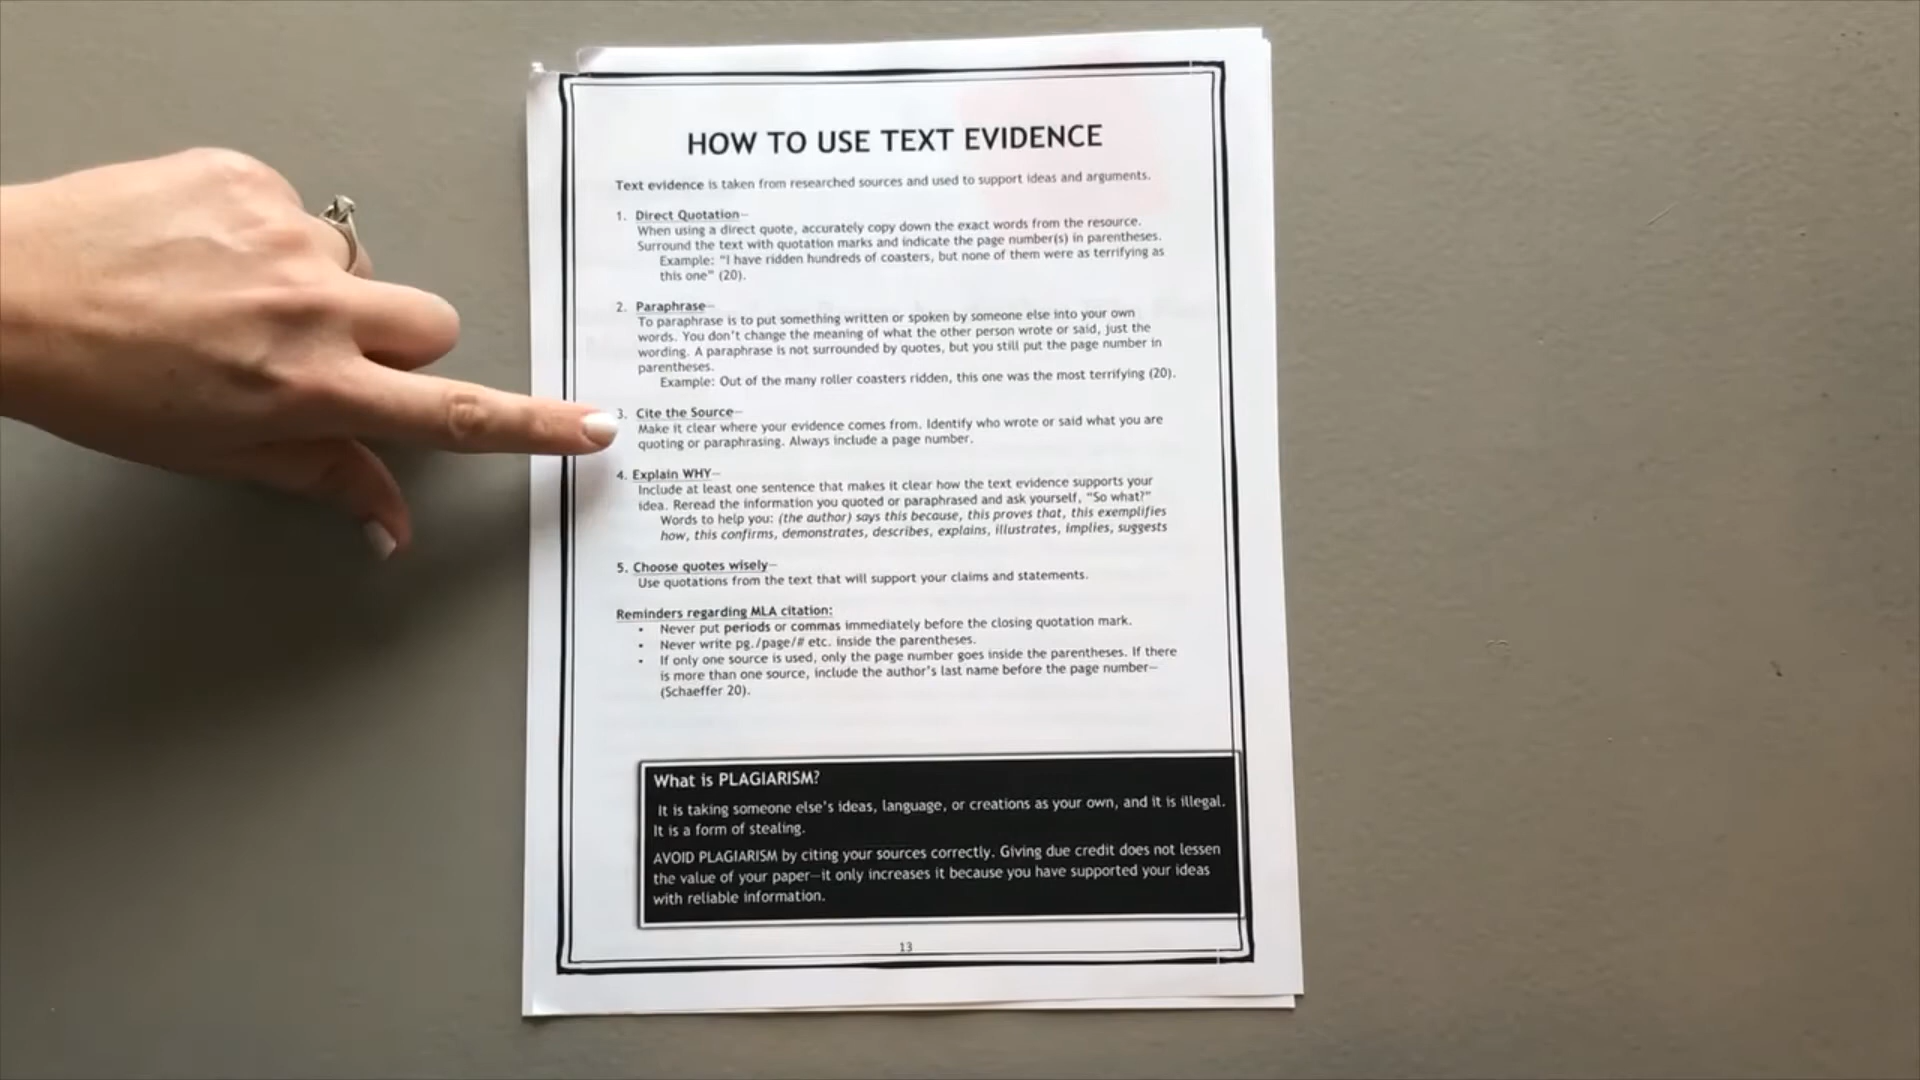 HOW TO USE TEXT EVIDENCE
Text evidence is taken from researched sources and used to support ideas and arguments.
1. Direct Quotation—
When using a direct quote, accurately copy down the exact words from the resource.
Surround the text with quotation marks and indicate the page number(s) in parentheses.
Example: “I have ridden hundreds of coasters, but none of them were as terrifying as
this one” (20).
2. Paraphrase—
To paraphrase is to put something written or spoken by someone else into your own
words. You don’t change the meaning of what the other person wrote or said, just the
wording. A paraphrase is not surrounded by quotes, but you still put the page number in
parentheses.
Example: Out of the many roller coasters ridden, this one was the most terrifying (20).
3. Cite the Source—
Make it clear where your evidence comes from. Identify who wrote or said what you are
quoting or paraphrasing. Always include a page number.
4. Explain WHY—
Include at least one sentence that makes it clear how the text evidence supports your
idea. Reread the information you quoted or paraphrased and ask yourself, “So what?”
Words to help you: (the author) says this because, this proves that, this exemplifies
how, this confirms, demonstrates, describes, explains, illustrates, implies, suggests
5. Choose quotes wisely—
Use quotations from the text that will support your claims and statements.
Reminders regarding MLA citation:
• Never put periods or commas immediately before the closing quotation mark.
• Never write pg./page/# etc. inside the parentheses.
• If only one source is used, only the page number goes inside the parentheses. If there
is more than one source, include the author’s last name before the page number—
(Schaeffer 20).
What is PLAGIARISM?
It is taking someone else’s ideas, language, or creations as your own, and it is illegal.
It is a form of stealing.
AVOID PLAGIARISM by citing your sources correctly. Giving due credit does not lessen
the value of your paper—it only increases it because you have supported your ideas
with reliable information.
13